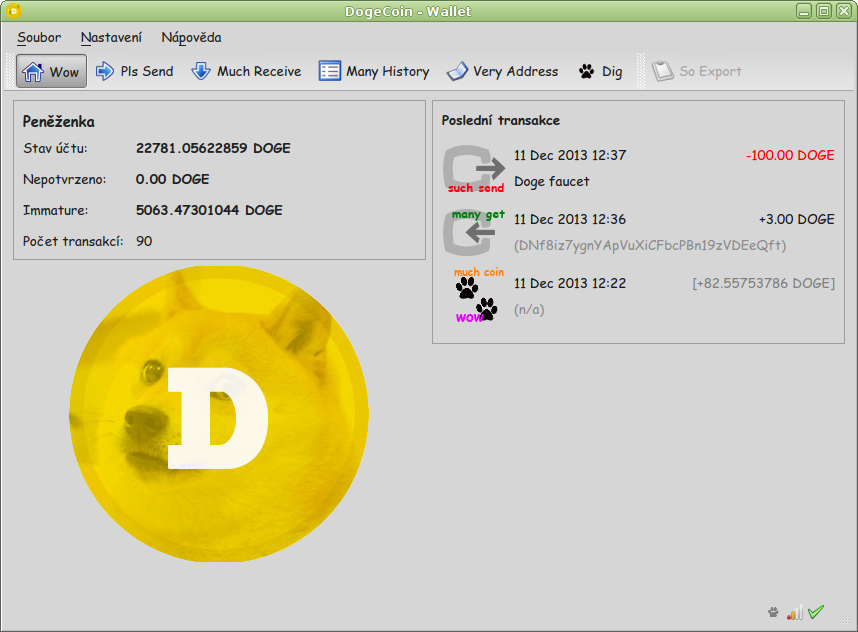 DogeCoin - Wallet
Soubor Nastavení Nápověda
Wow Pls Send Much Receive Many History Very Address Dig So Export
Peněženka
Stav účtu: 22781.05622859 DOGE
Nepotvrzeno: 0.00 DOGE
Immature: 5063.47301044 DOGE
Počet transakcí: 90
D
Poslední transakce
11 Dec 2013 12:37 -100.00 DOGE
such send Doge faucet
many get 11 Dec 2013 12:36 +3.00 DOGE
(DNf8iz7ygnYApVuXiCFbcPBn19zVDEeQft)
much coin
11 Dec 2013 12:22 [+82.55753786 DOGE]
wow (n/a)